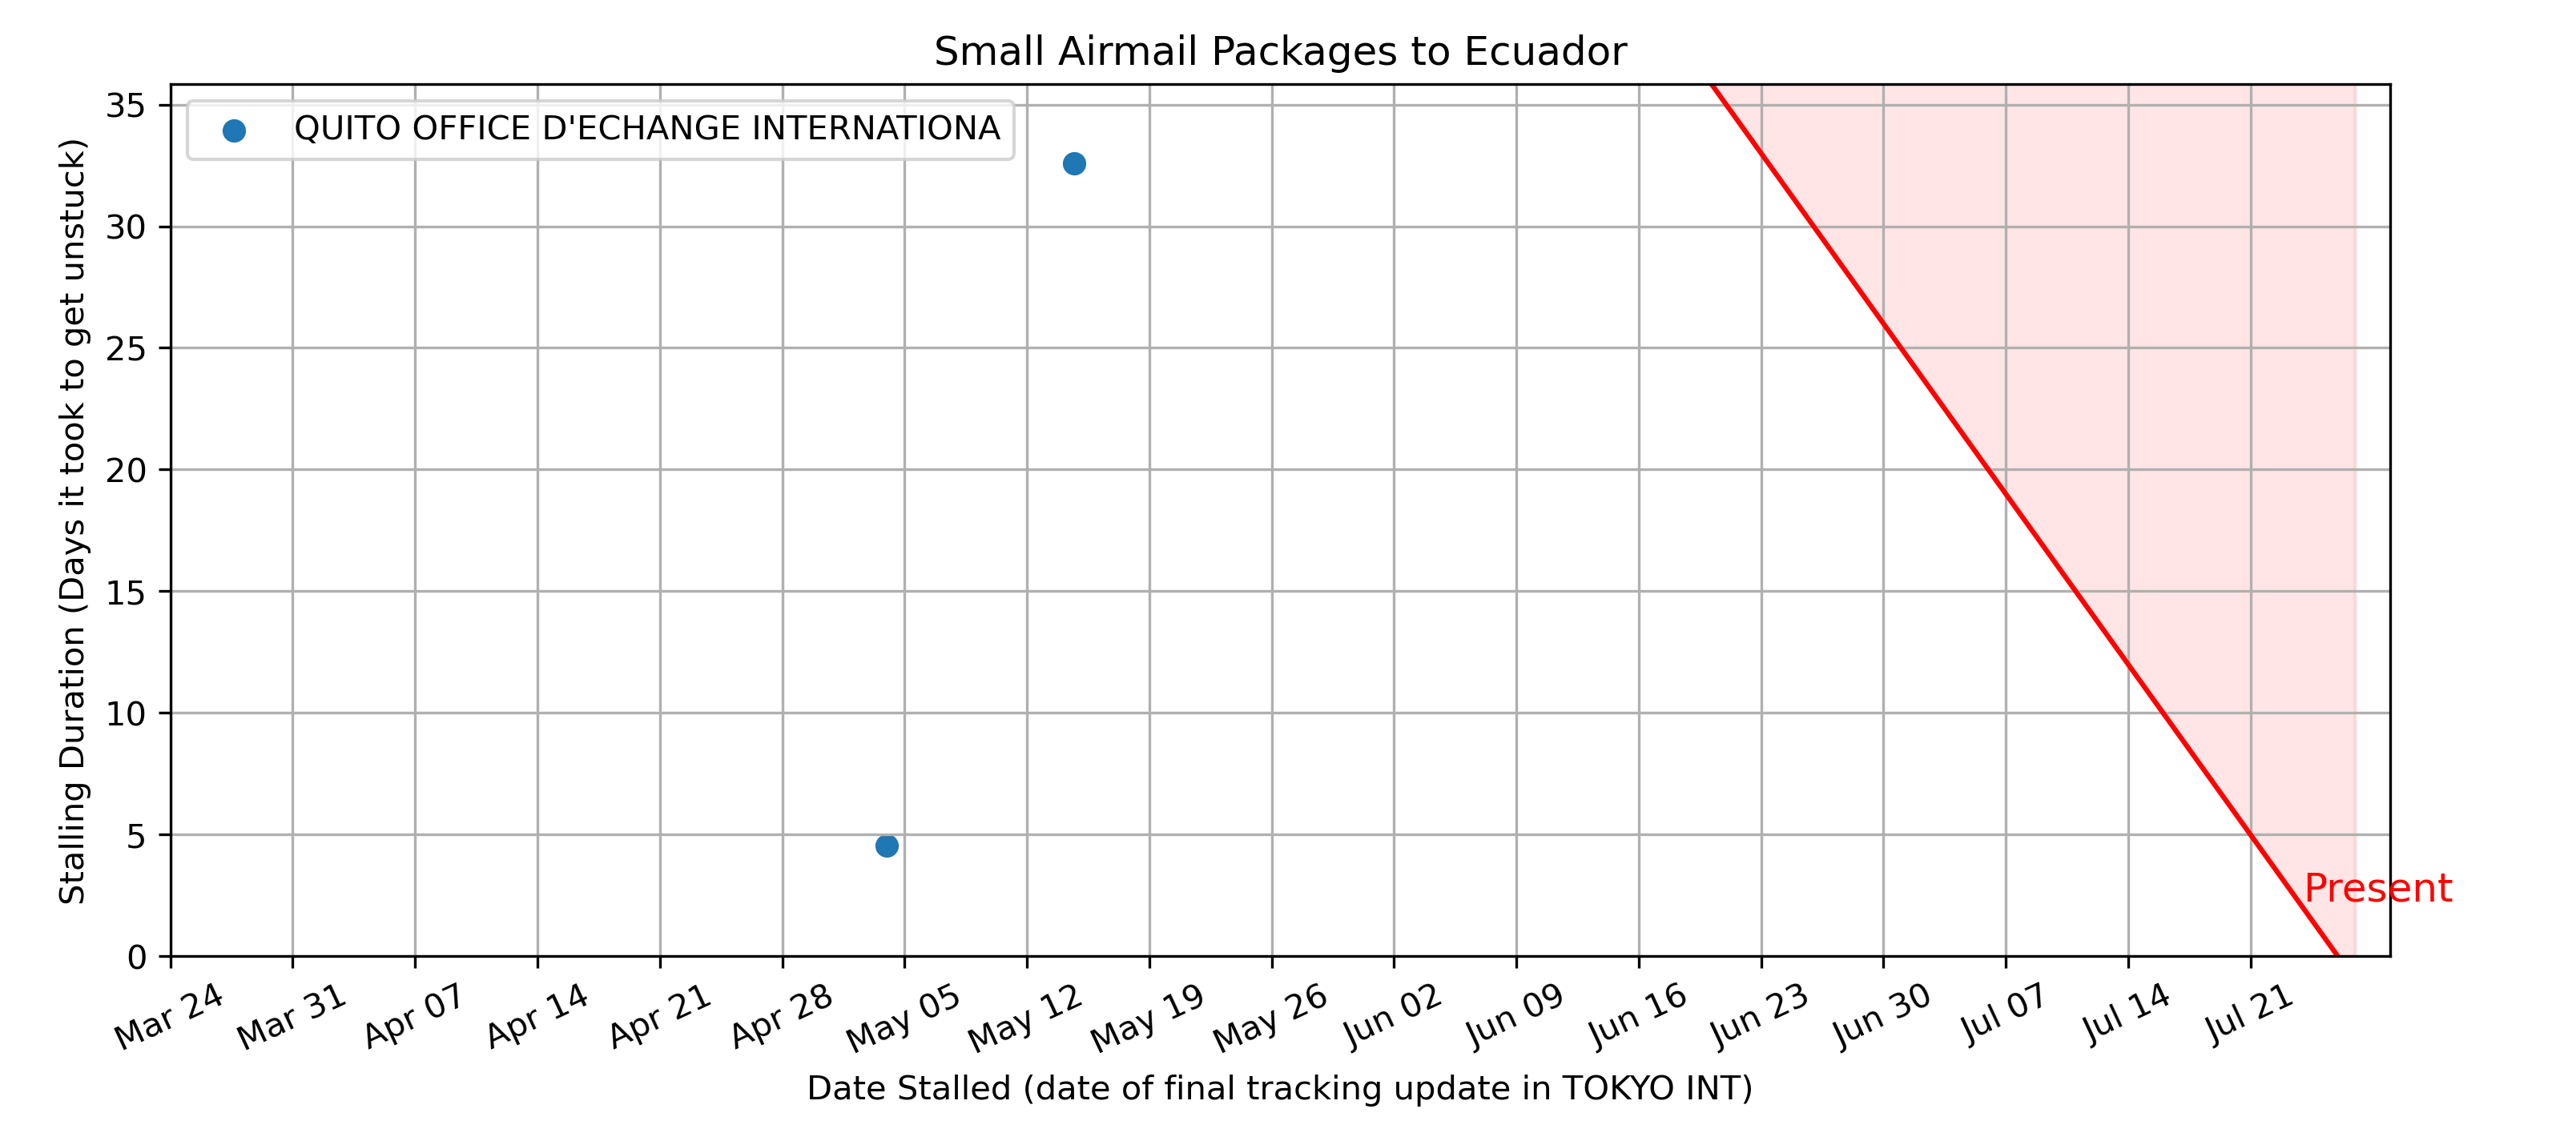 Small Airmail Packages to Ecuador
QUITO OFFICE D'ECHANGE INTERNATIONA
Stalling Duration (Days it took to get unstuck)
35
30
25
20
15
10
5
0
Present
Mar 24
Mar 31
Apr 07
Apr 14
Apr 21
Apr 28
May 05
May 12
May 19
May 26
Jun 02
Jun 09
Jun 16
Jun 23
Jun 30
Jul 07
Jul 14
Jul 21
Date Stalled (date of final tracking update in TOKYO INT)